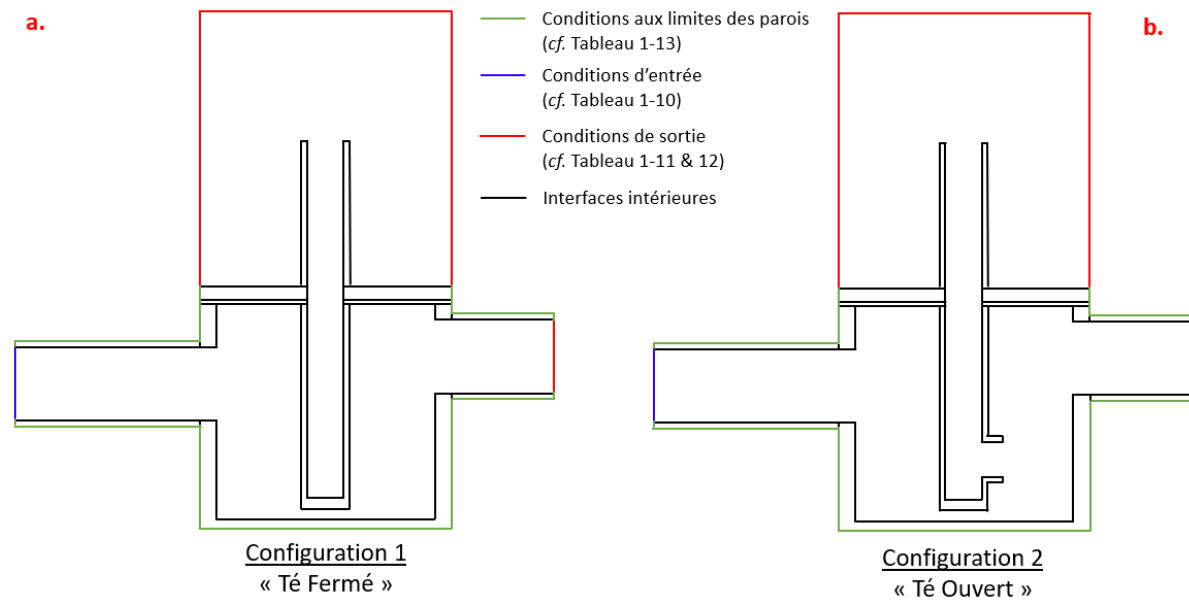 a.
Conditions aux limites des parois
(cf. Tableau 1-13)
Conditions d’entrée
(cf. Tableau 1-10)
Conditions de sortie
(cf. Tableau 1-11 & 12)
Interfaces intérieures
b.
Configuration 1
« Té Fermé »
Configuration 2
« Té Ouvert »